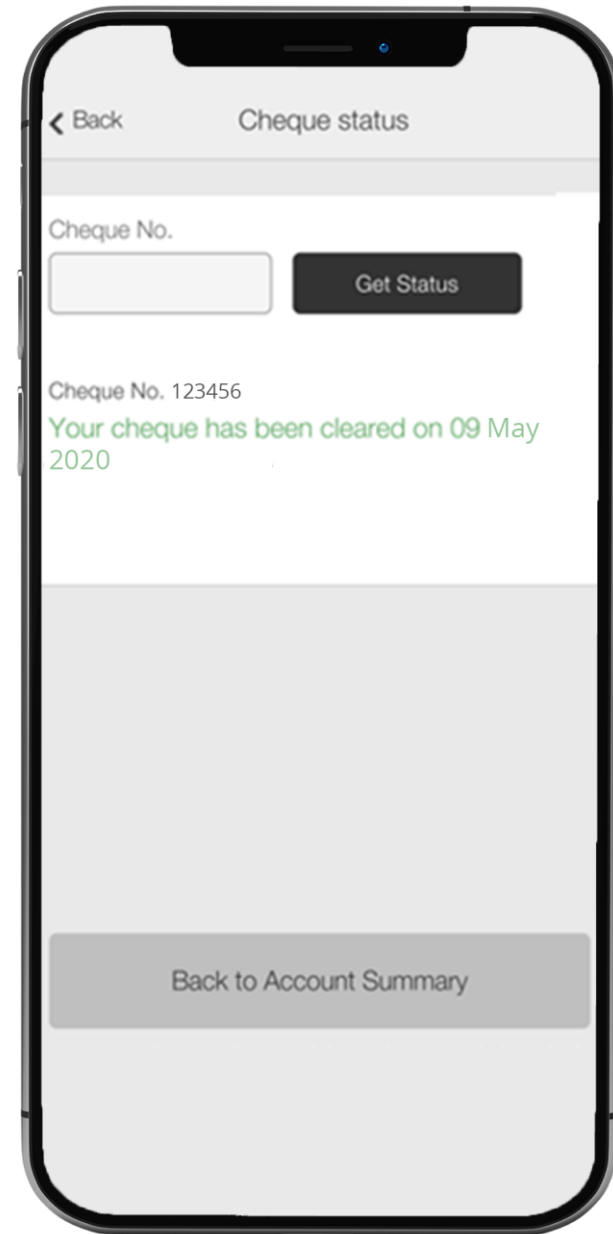 Back
Cheque status
Cheque No.
Get Status
Cheque No. 123456
Your cheque has been cleared on 09 May
2020
Back to Account Summary